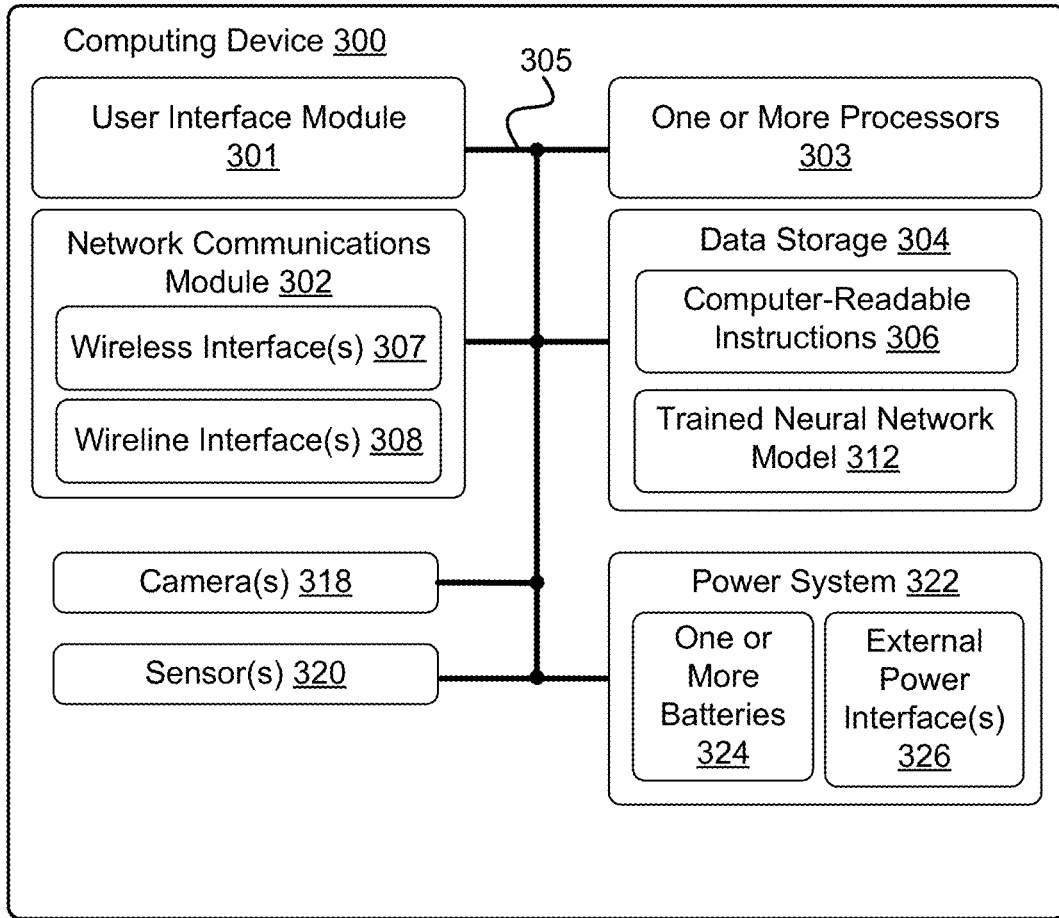 Computing Device 300
305
User Interface Module
301
One or More Processors
303
Network Communications
Module 302
Wireless Interface(s) 307
Wireline Interface(s) 308
Data Storage 304
Computer-Readable
Instructions 306
Trained Neural Network
Model 312
Camera(s) 318
Sensor(s) 320
Power System 322
One or
More
Batteries
324
External
Power
Interface(s)
326